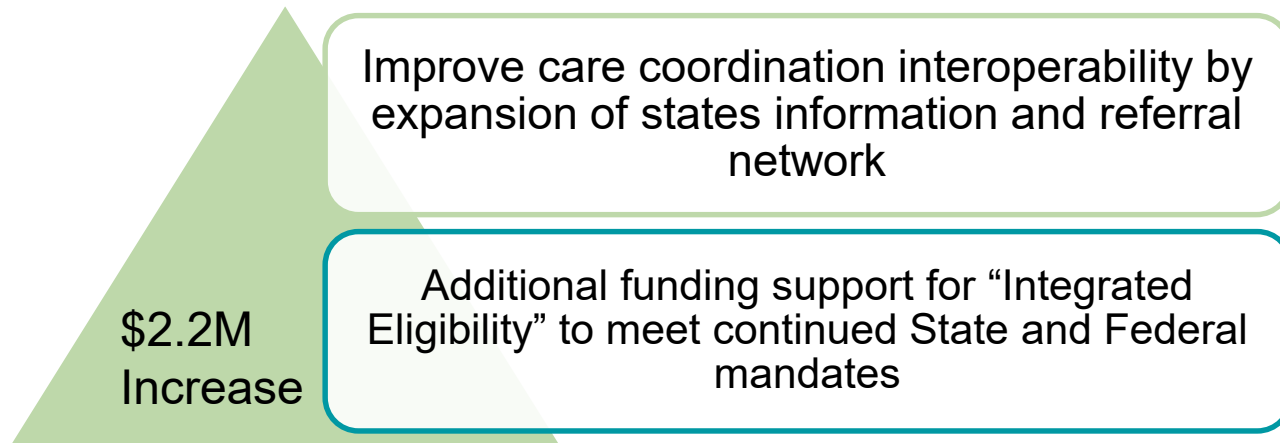 Improve care coordination interoperability by
expansion of states information and referral
network
Additional funding support for “Integrated
Eligibility” to meet continued State and Federal
mandates
$2.2M
Increase